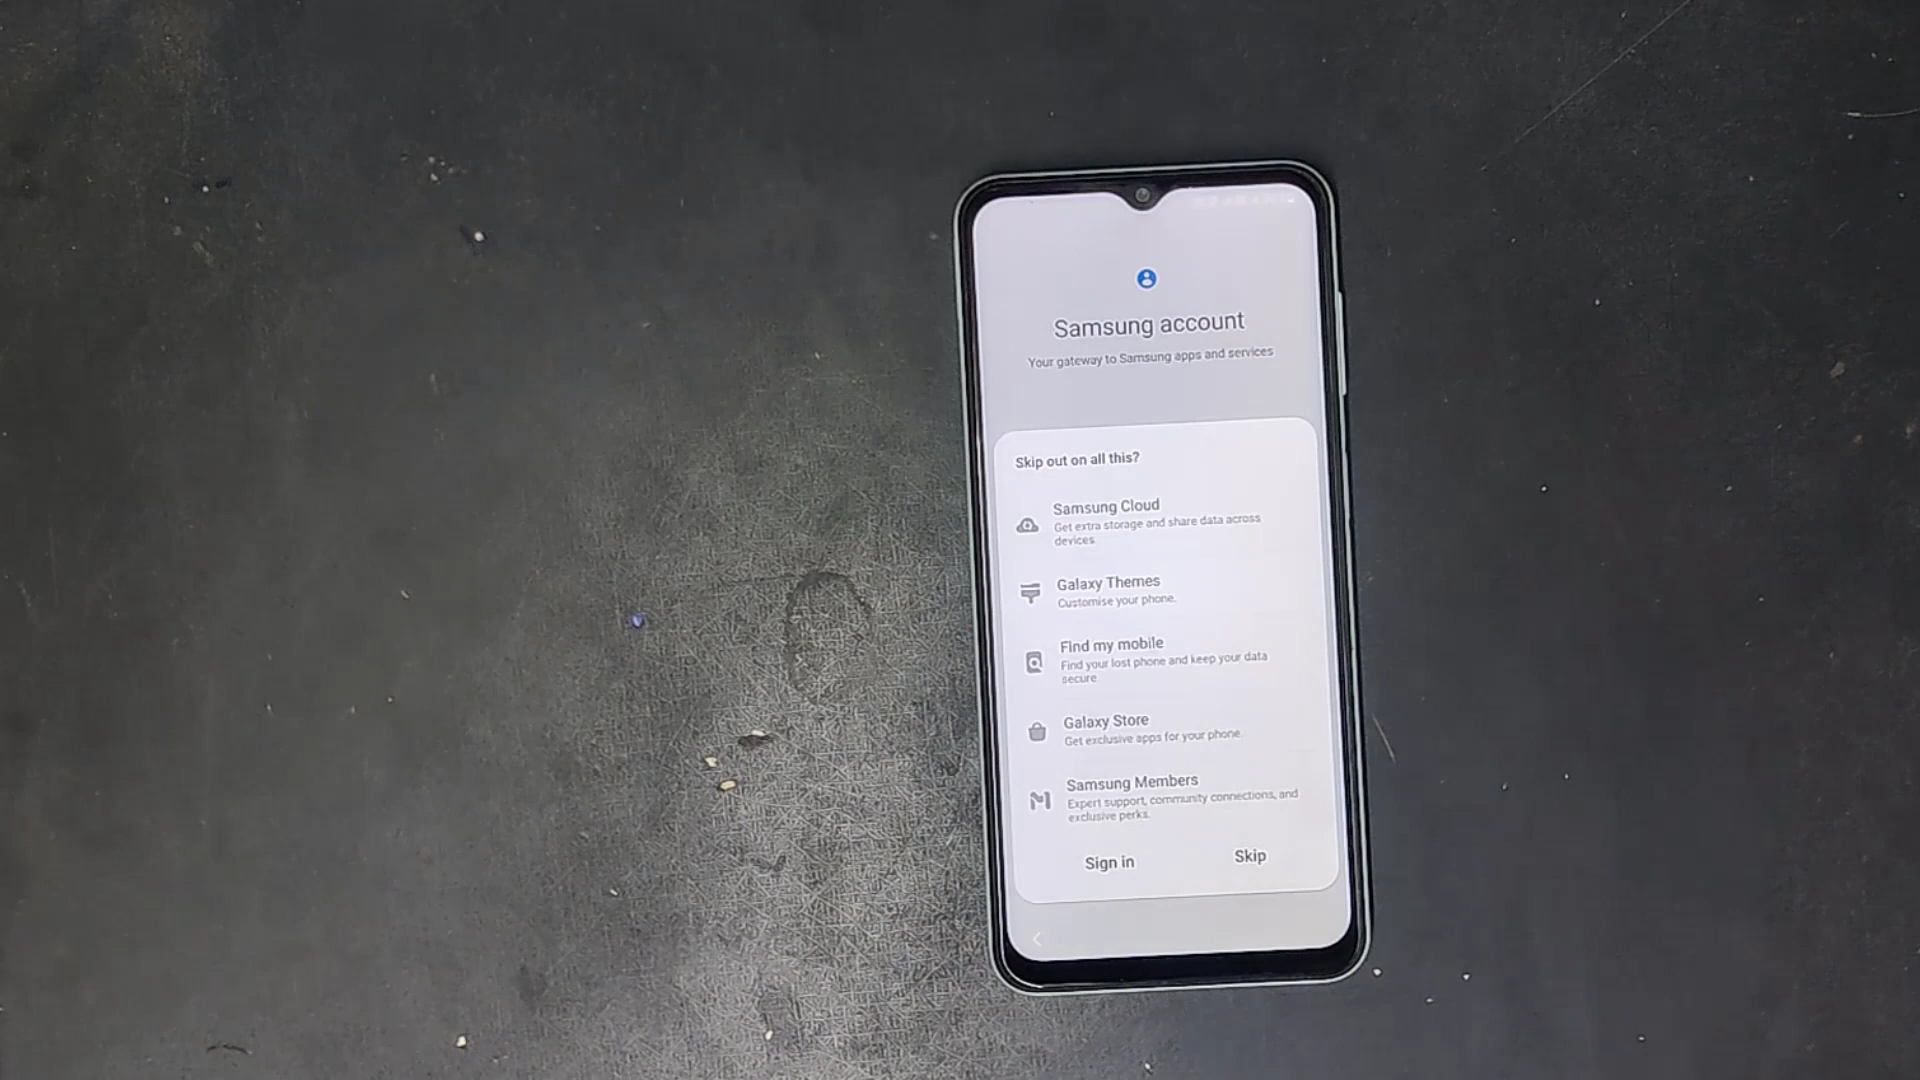 Samsung account
Your gateway to Samsung apps and services
Skip out on all this?
Samsung Cloud
Get extra storage and share data across
devices.
Galaxy Themes
Customise your phone.
Find my mobile
Find your lost phone and keep your data
secure.
Galaxy Store
Get exclusive apps for your phone.
Samsung Members
Expert support, community connections, and
exclusive perks.
Sign in
Skip